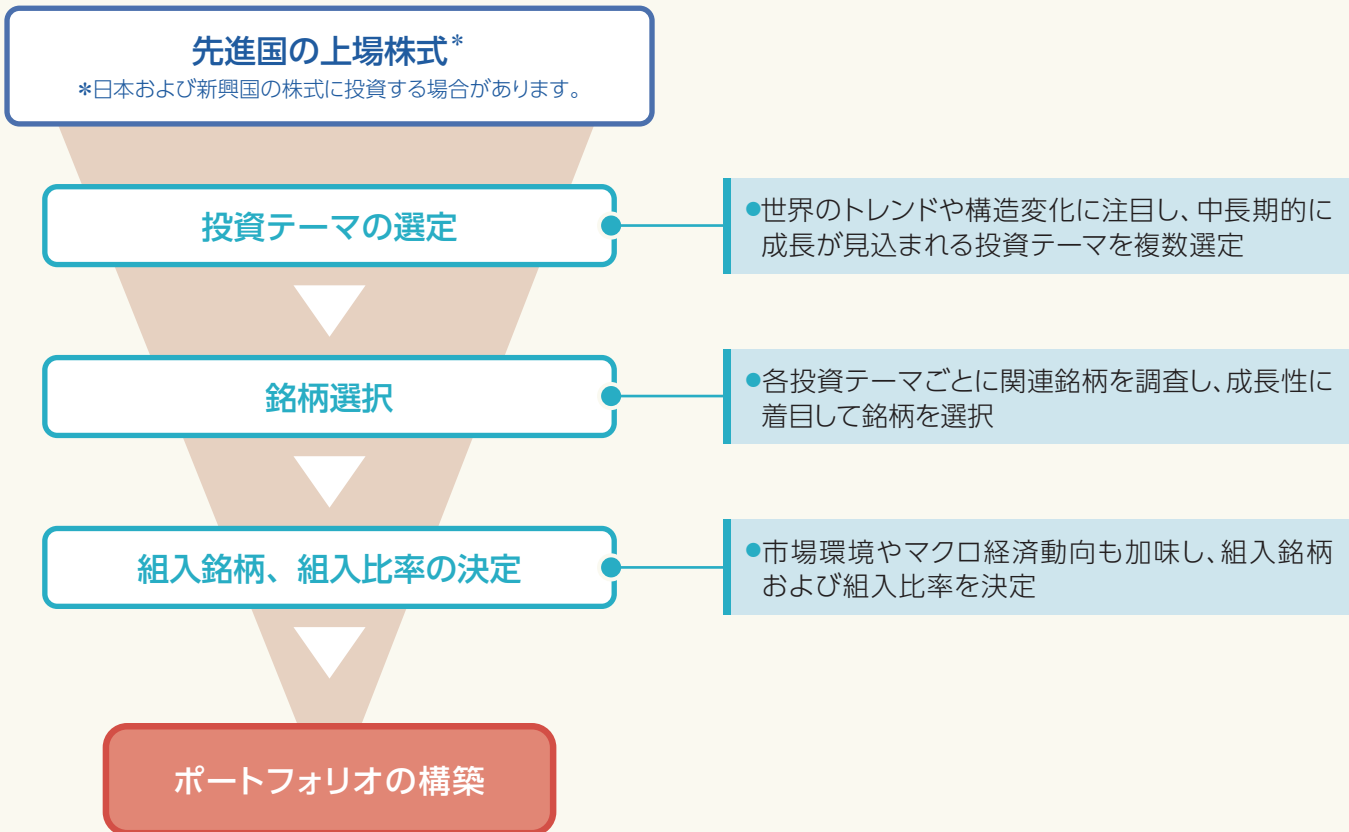 先進国の上場株式*
*日本および新興国の株式に投資する場合があります。
投資テーマの選定
●世界のトレンドや構造変化に注目し、中長期的に
成長が見込まれる投資テーマを複数選定
銘柄選択
●各投資テーマごとに関連銘柄を調査し、成長性に
着目して銘柄を選択
組入銘柄、組入比率の決定
●市場環境やマクロ経済動向も加味し、組入銘柄
および組入比率を決定
ポートフォリオの構築